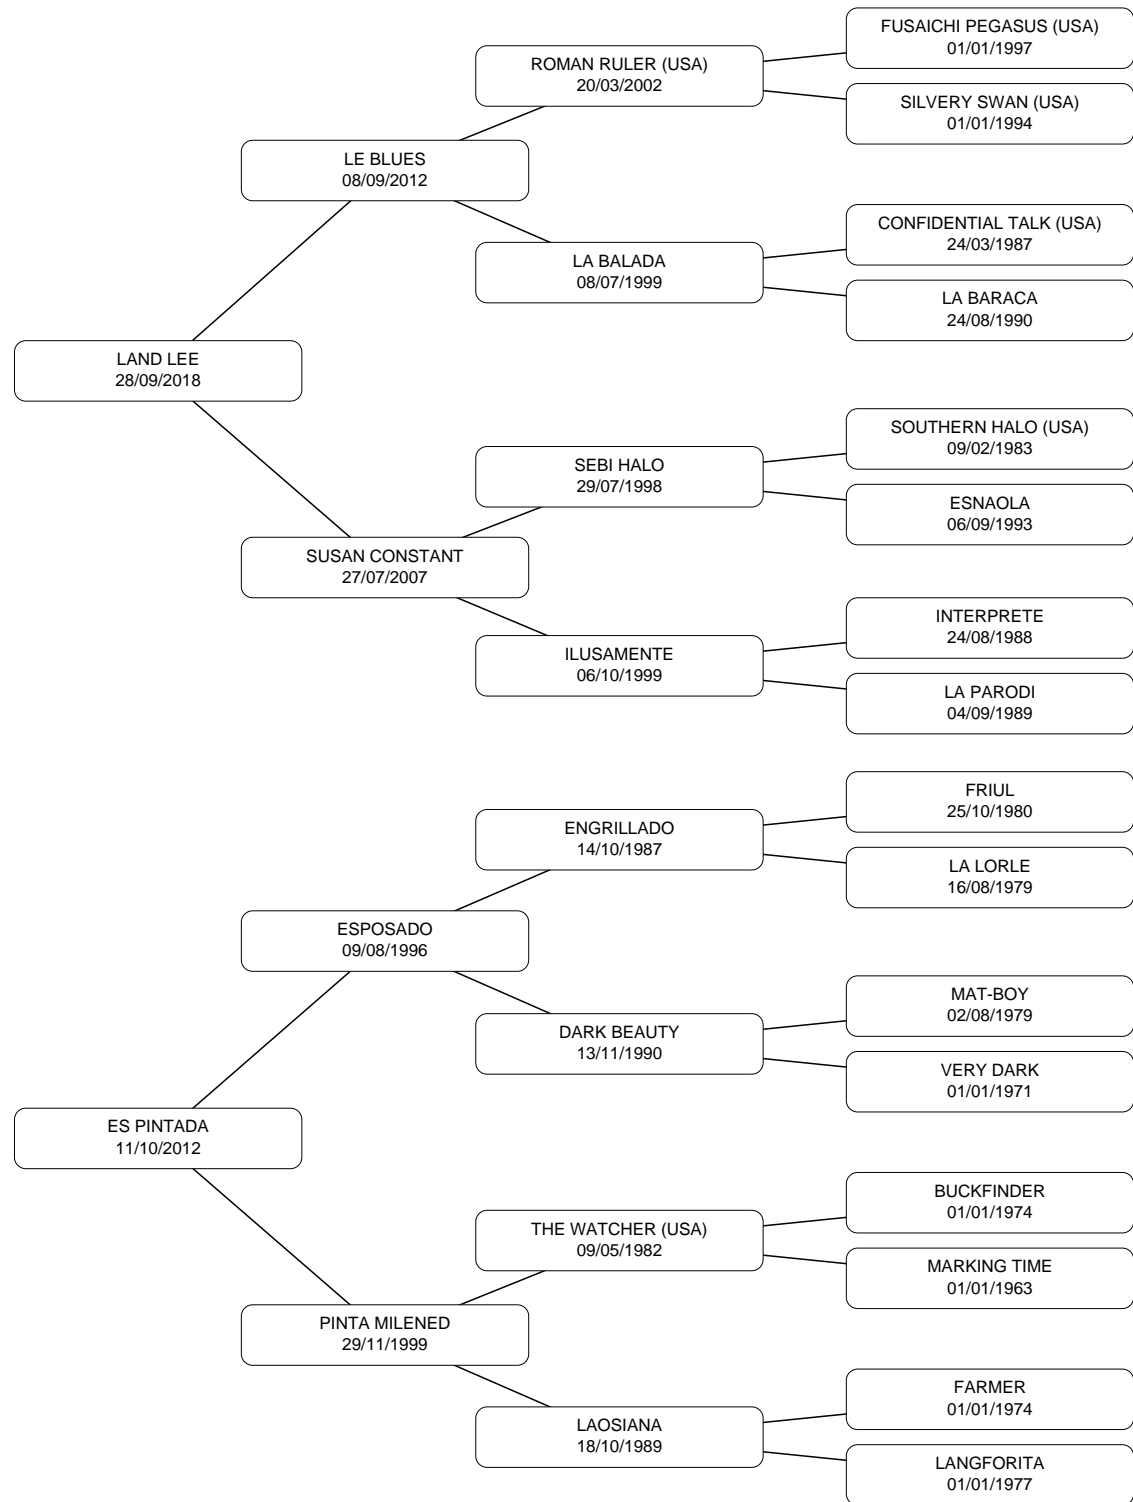 FUSAICHI PEGASUS (USA)
01/01/1997
ROMAN RULER (USA)
20/03/2002
SILVERY SWAN (USA)
01/01/1994
LE BLUES
08/09/2012
CONFIDENTIAL TALK (USA)
24/03/1987
LA BALADA
08/07/1999
LA BARACA
24/08/1990
LAND LEE
28/09/2018
SOUTHERN HALO (USA)
09/02/1983
SEBI HALO
29/07/1998
ESNAOLA
06/09/1993
SUSAN CONSTANT
27/07/2007
INTERPRETE
24/08/1988
ILUSAMENTE
06/10/1999
LA PARODI
04/09/1989
FRIUL
25/10/1980
ENGRILLADO
14/10/1987
LA LORLE
16/08/1979
ESPOSADO
09/08/1996
MAT-BOY
02/08/1979
DARK BEAUTY
13/11/1990
VERY DARK
01/01/1971
ES PINTADA
11/10/2012
BUCKFINDER
01/01/1974
THE WATCHER (USA)
09/05/1982
MARKING TIME
01/01/1963
PINTA MILENED
29/11/1999
FARMER
01/01/1974
LAOSIANA
18/10/1989
LANGFORITA
01/01/1977